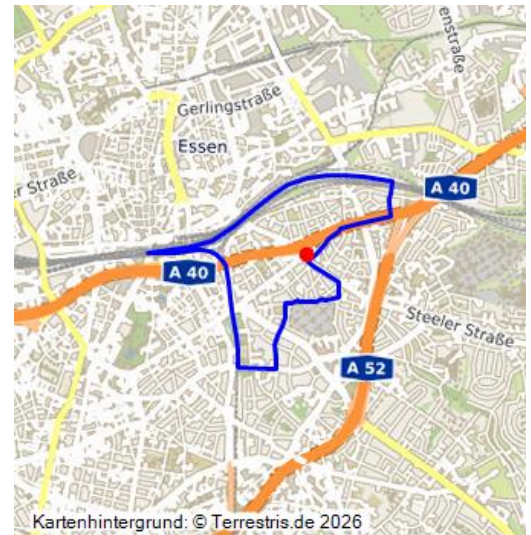 enstraße
Gerlingstraße
Essen
er Straße
A 40
A 40
Steeler Straße
A 52
Kartenhintergrund: © Terrestris.de 2026